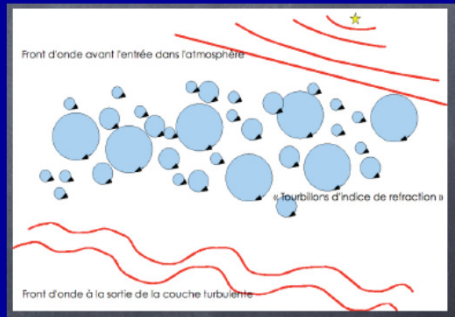 Front d'onde avant l'entrée dans l'atmosphère
« Tourbillons d'indice de refraction »
Front d'onde à la sortie de la couche turbulente